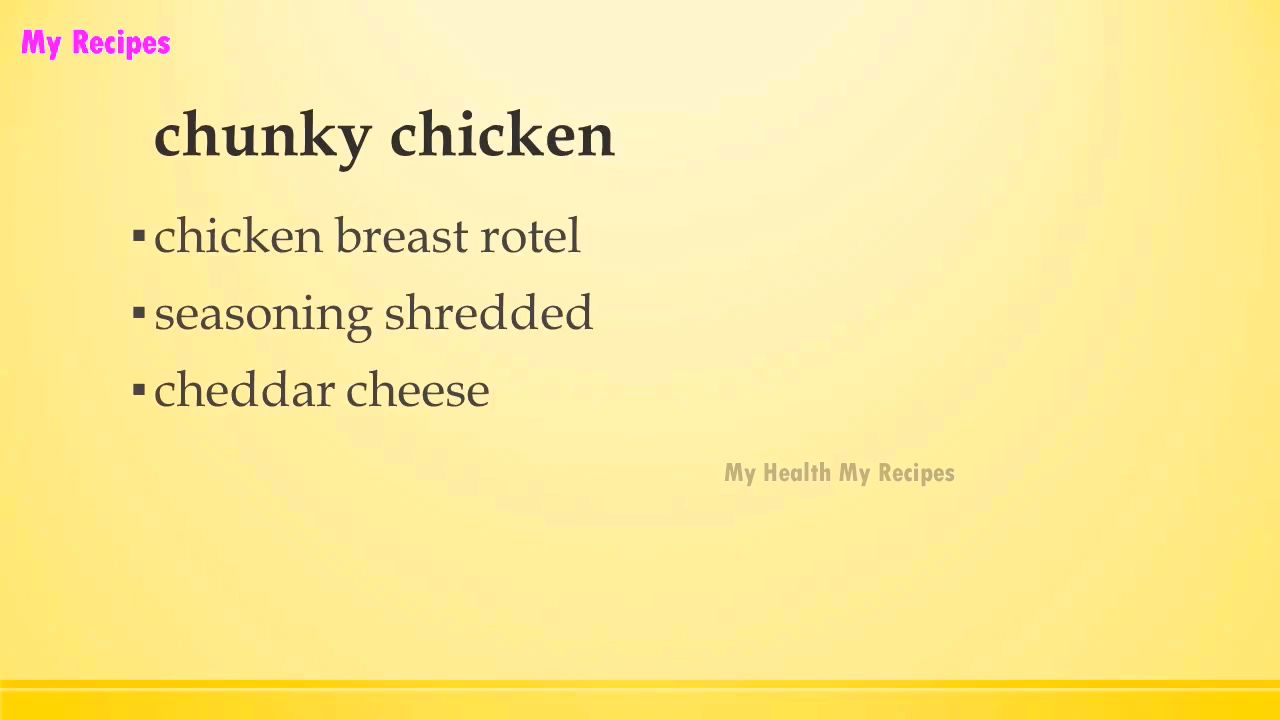 My Recipes
chunky chicken
▪ chicken breast rotel
▪ seasoning shredded
▪ cheddar cheese
My Health My Recipes